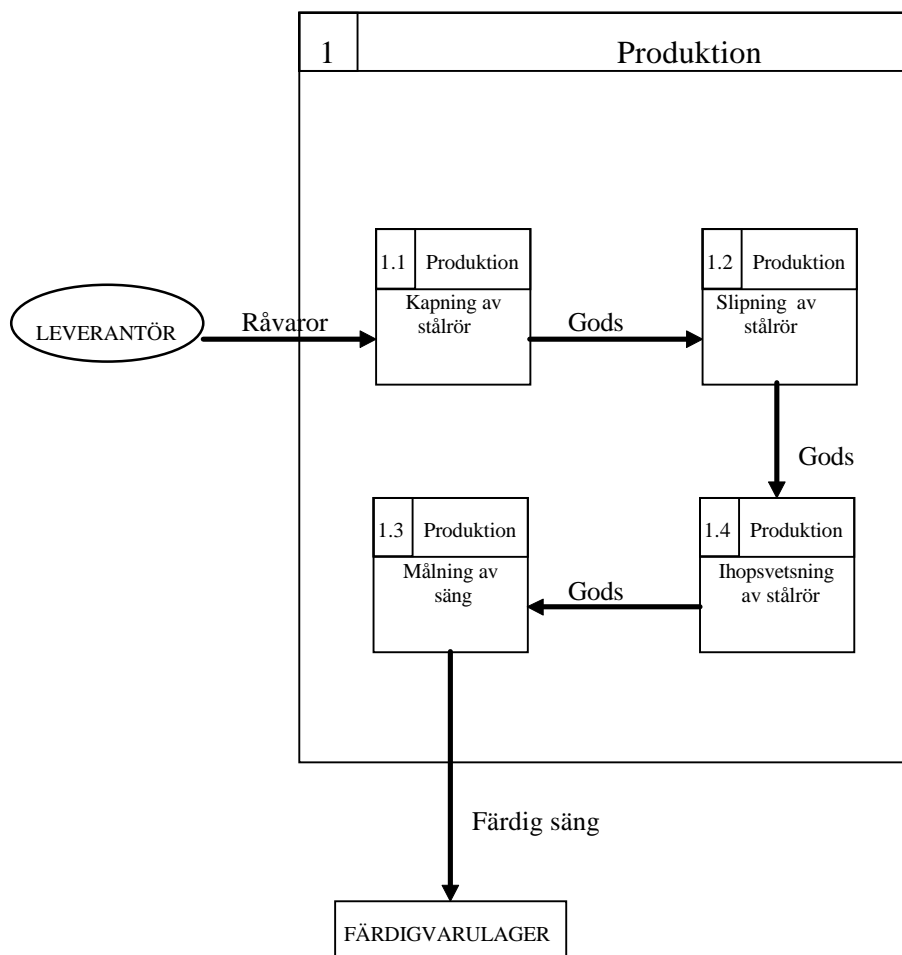 1
Produktion
1.1 Produktion
Kapning av
stålrör
1.2 Produktion
Slipning av
stålrör
LEVERANTÖR
Råvaror
Gods
Gods
1.3 Produktion
Målning av
säng
1.4 Produktion
Ihopsvetsning
av stålrör
Gods
Färdig säng
FÄRDIGVARULAGER